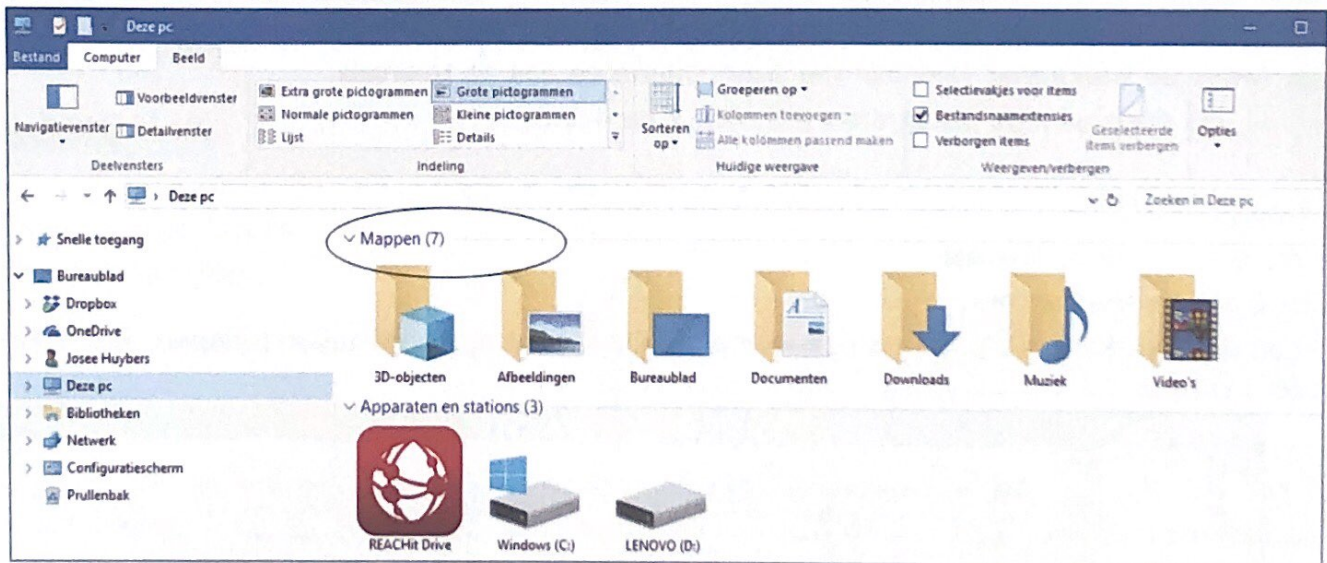 Deze pc
Bestand Computer Beeld
Navigatievenster
Voorbeeldvenster
Detailvenster
Deelvensters
Extra grote pictogrammen Grote pictogrammen
Normale pictogrammen Kleine pictogrammen
Lijst Details
Indeling
Sorteren op
Groeperen op
Kolommen toevoegen
Alle kolommen passend maken
Huidige weergave
Selectievakjes voor items
Bestandsnaamextensies
Verborgen items
Geselecteerde items verbergen
Opties
Weergeven/verbergen
Deze pc
Zoeken in Deze pc
Snelle toegang
Bureaublad
Dropbox
OneDrive
Josee Huybers
Deze pc
Bibliotheken
Netwerk
Configuratiescherm
Prullenbak
Mappen (7)
3D-objecten Afbeeldingen Bureaublad Documenten Downloads Muziek Video's
Apparaten en stations (3)
REACHit Drive Windows (C:) LENOVO (D:)